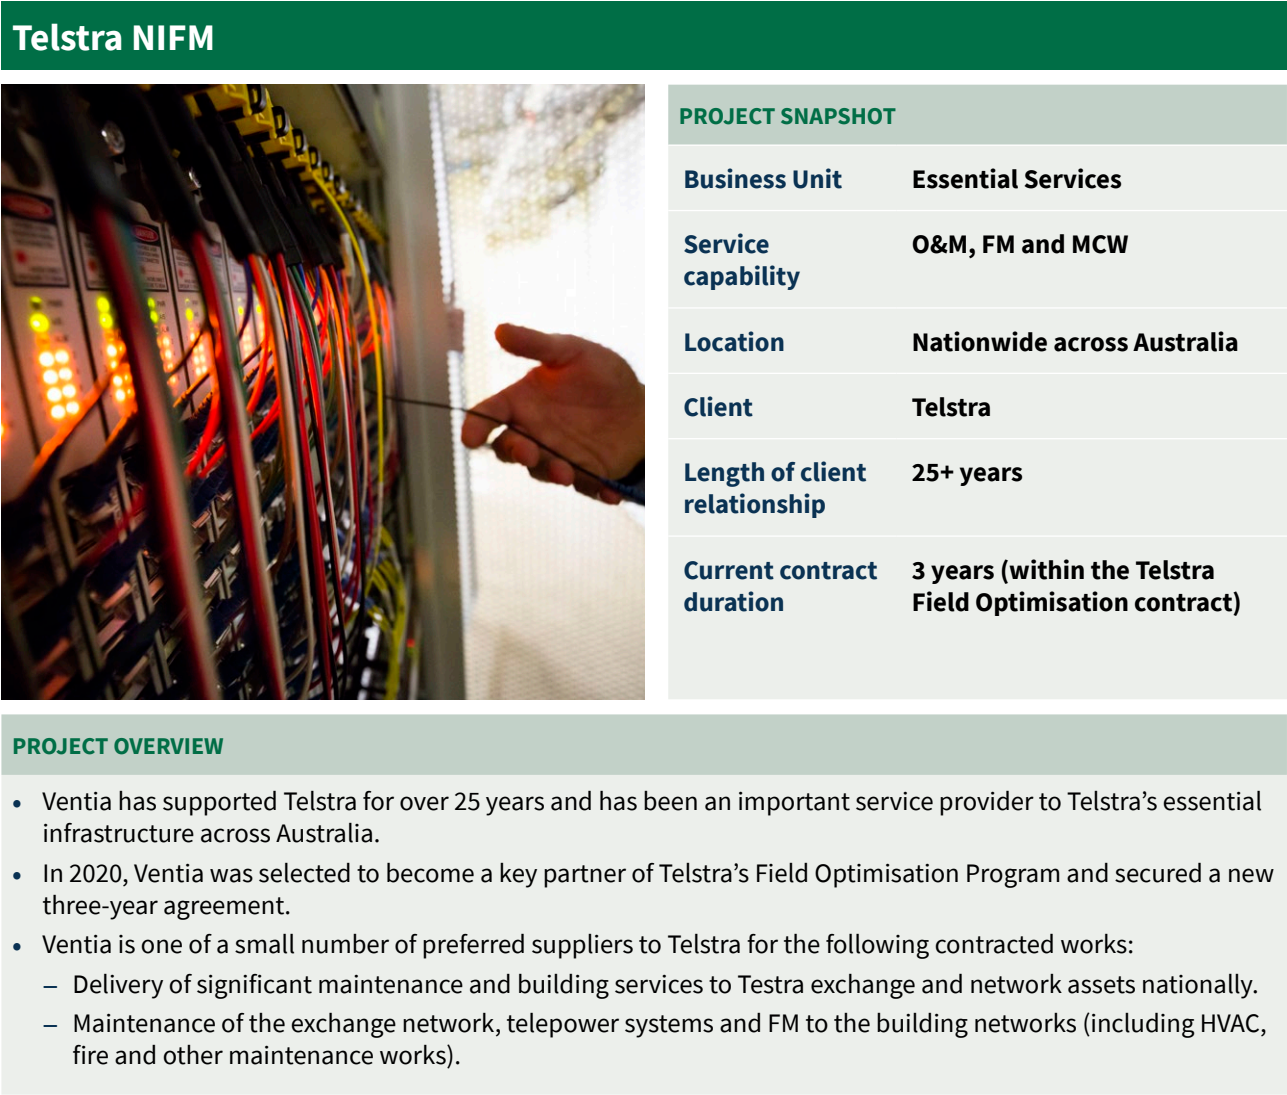 Telstra NIFM
PROJECT SNAPSHOT
Business Unit
Essential Services
Service
capability
O&M, FM and MCW
Location
Nationwide across Australia
Client
Telstra
Length of client
relationship
25+ years
Current contract
duration
3 years (within the Telstra
Field Optimisation contract)
PROJECT OVERVIEW
• Ventia has supported Telstra for over 25 years and has been an important service provider to Telstra’s essential
infrastructure across Australia.
• In 2020, Ventia was selected to become a key partner of Telstra’s Field Optimisation Program and secured a new
three-year agreement.
• Ventia is one of a small number of preferred suppliers to Telstra for the following contracted works:
– Delivery of significant maintenance and building services to Testra exchange and network assets nationally.
– Maintenance of the exchange network, telepower systems and FM to the building networks (including HVAC,
fire and other maintenance works).